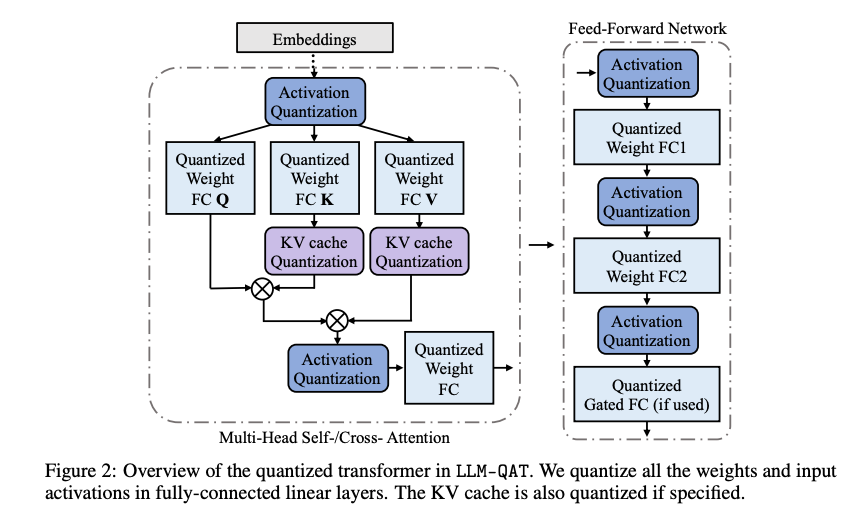 Embeddings
Activation
Quantization
Quantized
Weight
FC Q
Quantized
Weight
FC K
Quantized
Weight
FC V
KV cache
Quantization
KV cache
Quantization
Activation
Quantization
Quantized
Weight
FC
Multi-Head Self-/Cross- Attention
Feed-Forward Network
Activation
Quantization
Quantized
Weight FC1
Activation
Quantization
Quantized
Weight FC2
Activation
Quantization
Quantized
Gated FC (if used)
Figure 2: Overview of the quantized transformer in LLM-QAT. We quantize all the weights and input
activations in fully-connected linear layers. The KV cache is also quantized if specified.